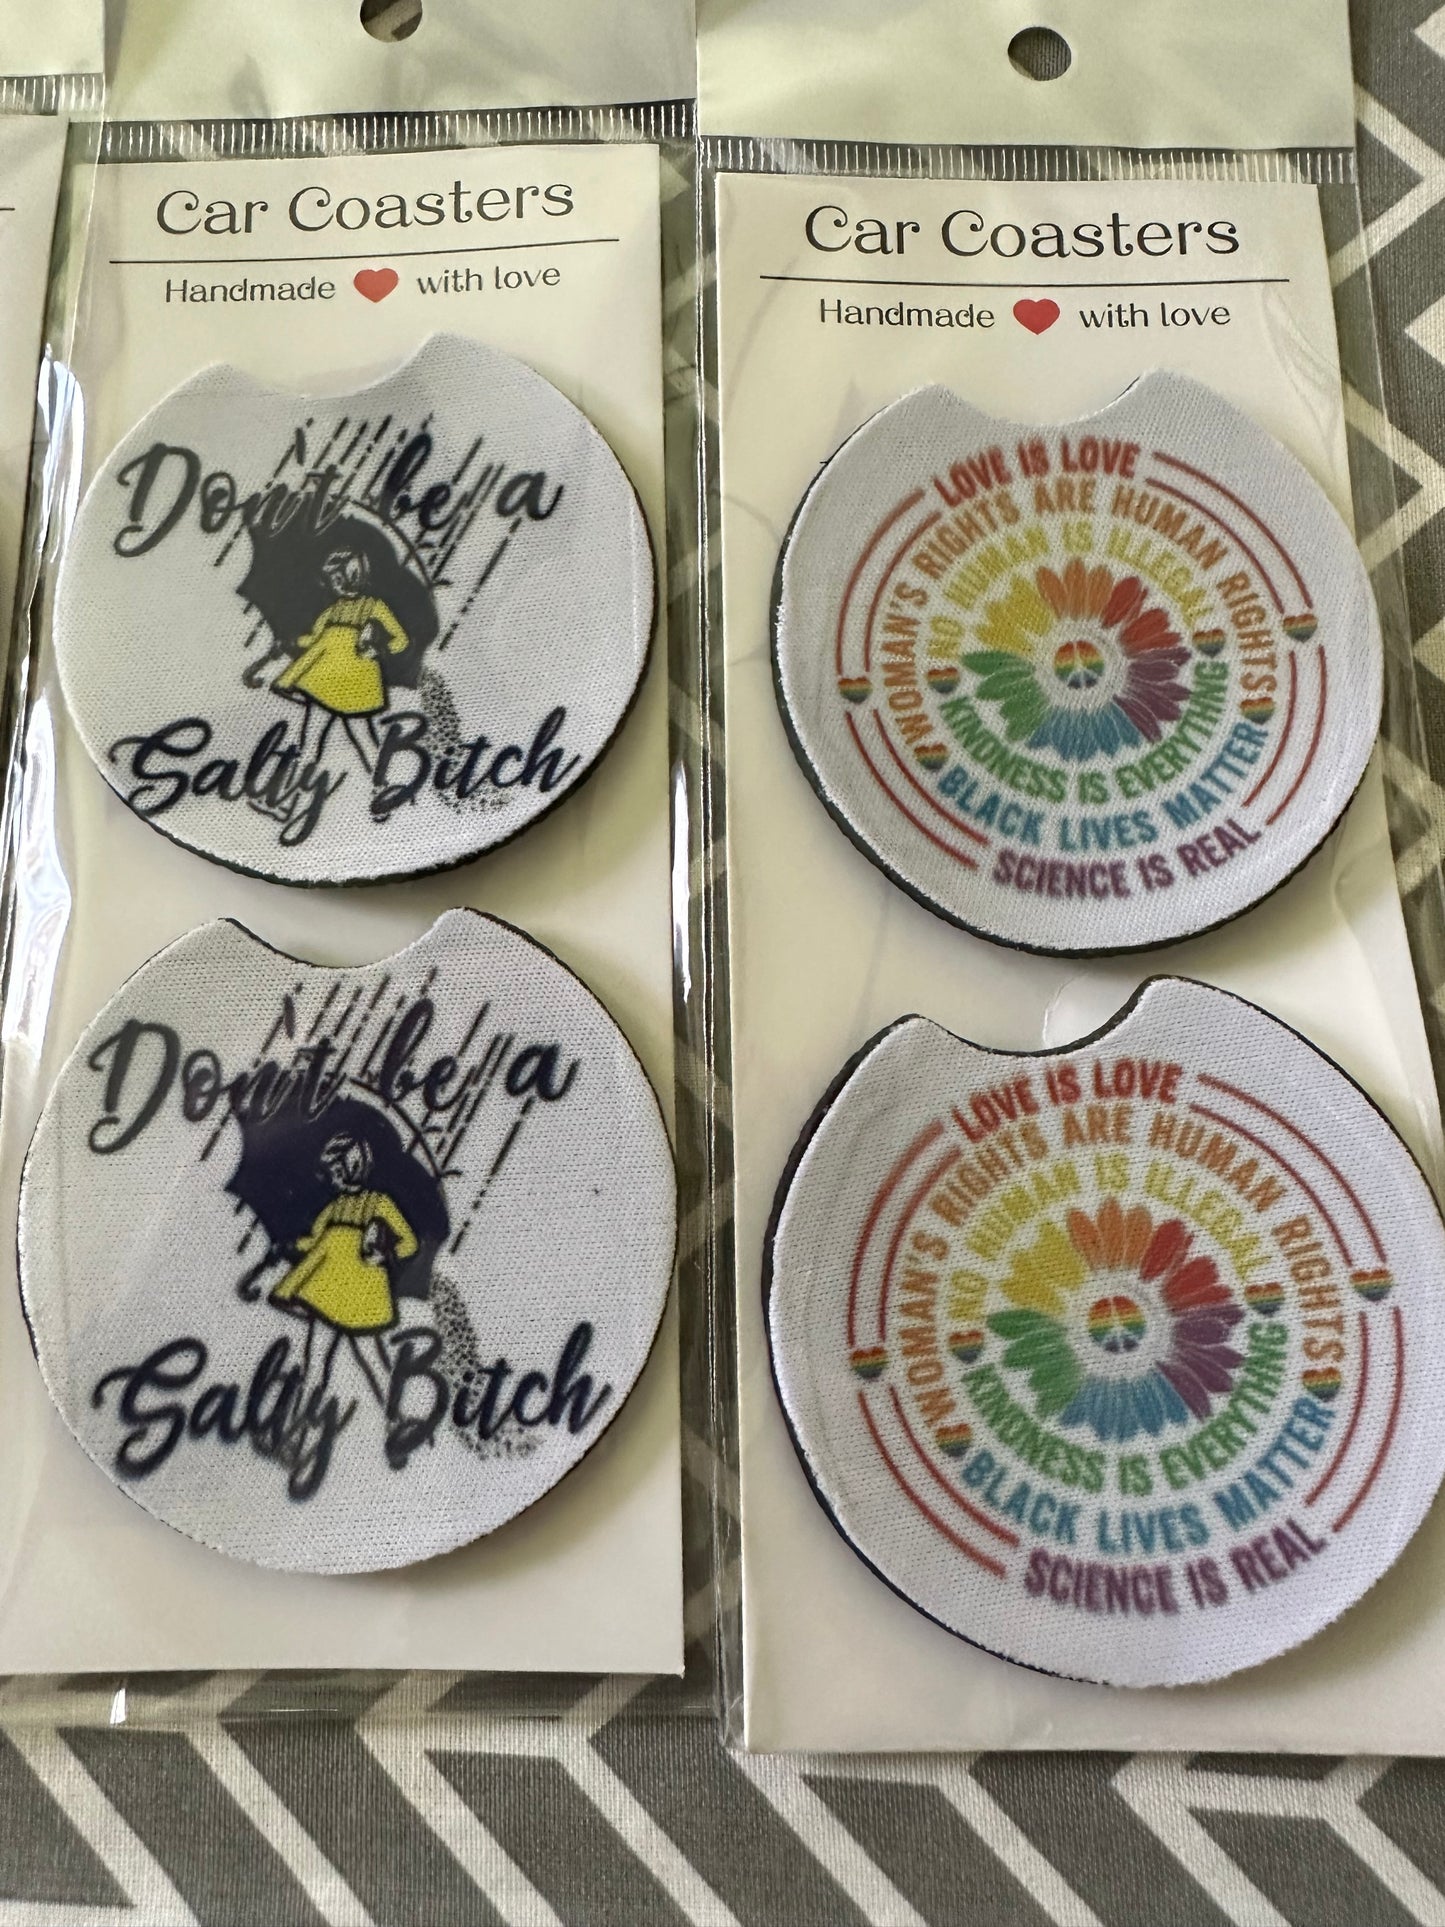 Car Coasters
Handmade ❤ with love
Don't be a
Salty Bitch
Don't be a
Salty Bitch
Car Coasters
Handmade ❤ with love
LOVE IS LOVE
WOMAN'S RIGHTS ARE HUMAN RIGHTS
NO HUMAN IS ILLEGAL
KINDNESS IS EVERYTHING
BLACK LIVES MATTER
SCIENCE IS REAL
LOVE IS LOVE
WOMAN'S RIGHTS ARE HUMAN RIGHTS
NO HUMAN IS ILLEGAL
KINDNESS IS EVERYTHING
BLACK LIVES MATTER
SCIENCE IS REAL